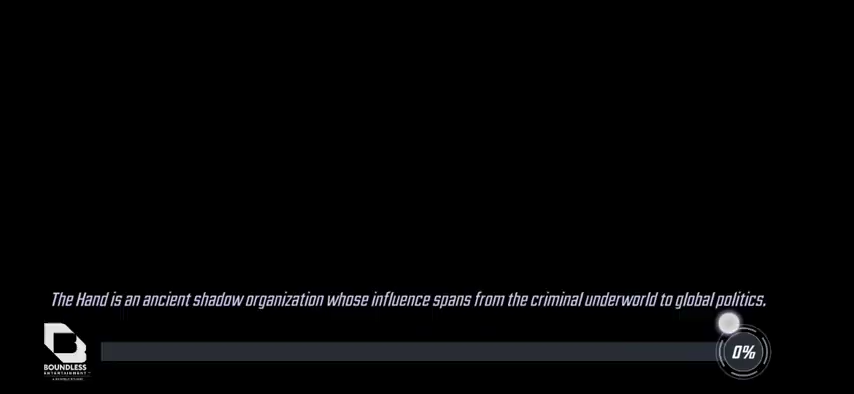 The Hand is an ancient shadow organization whose influence spans from the criminal underworld to global politics.
0%
BOUNDLESS
ENTERTAINMENT